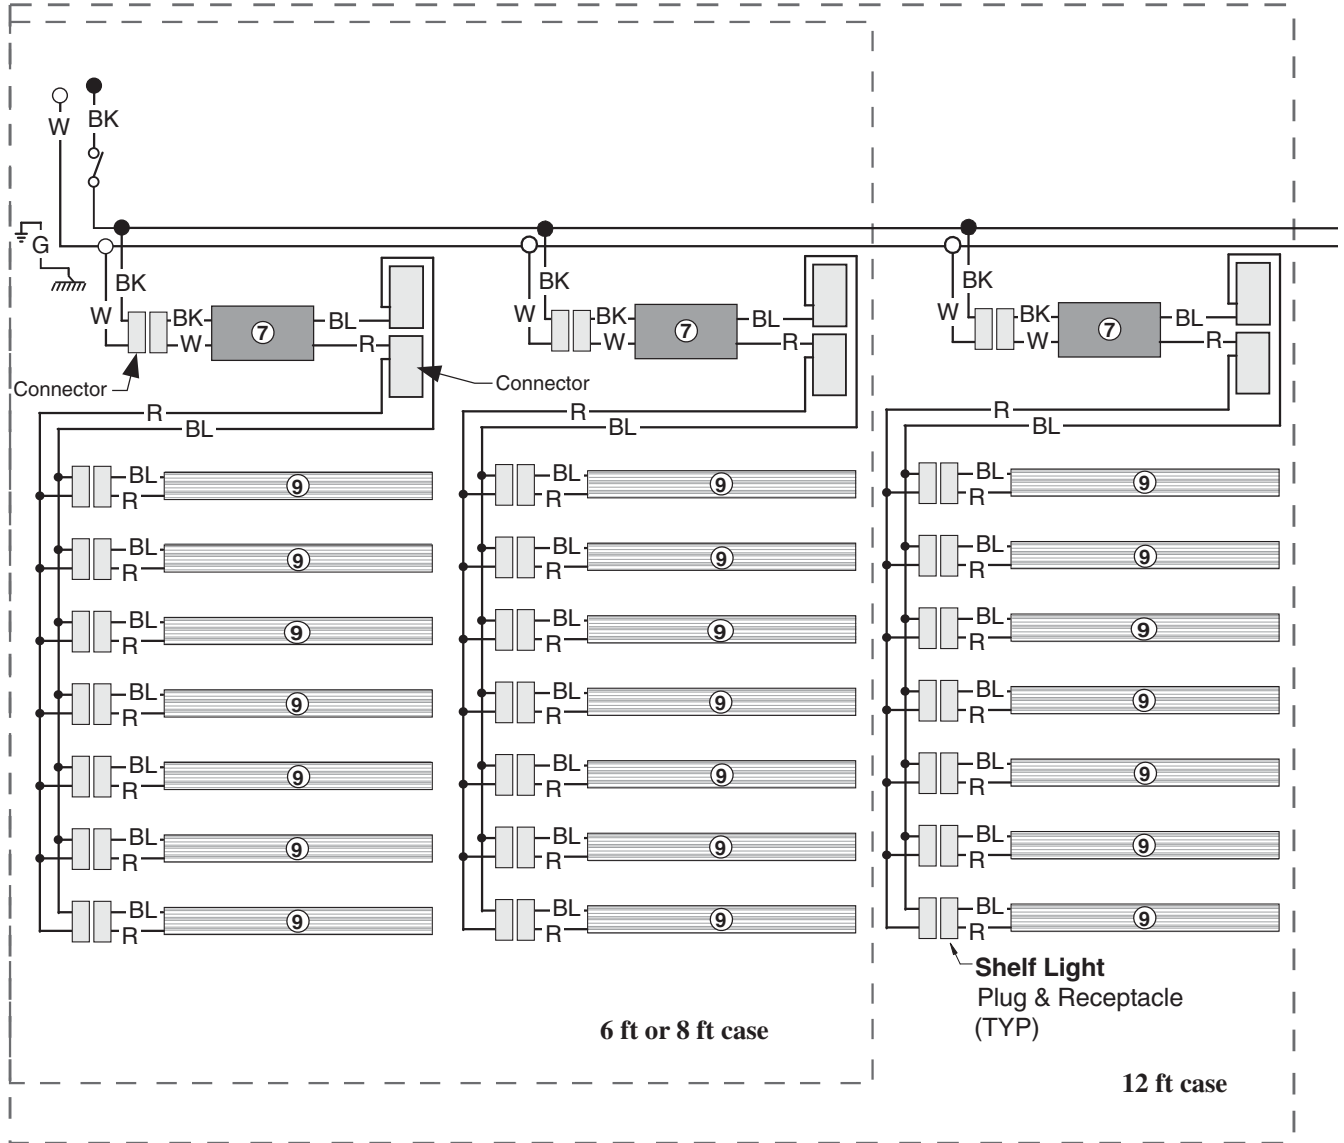 W BK
G
BK BK BK
W BK 7 BL W BK 7 BL W BK 7 BL
W R W R W R
Connector Connector
R R R
BL BL BL
BL 9 BL 9 BL 9
R R R
BL 9 BL 9 BL 9
R R R
BL 9 BL 9 BL 9
R R R
BL 9 BL 9 BL 9
R R R
BL 9 BL 9 BL 9
R R R
BL 9 BL 9 BL 9
R R R
BL 9 BL 9 BL 9
R R R
Shelf Light
Plug & Receptacle
(TYP)
6 ft or 8 ft case
12 ft case